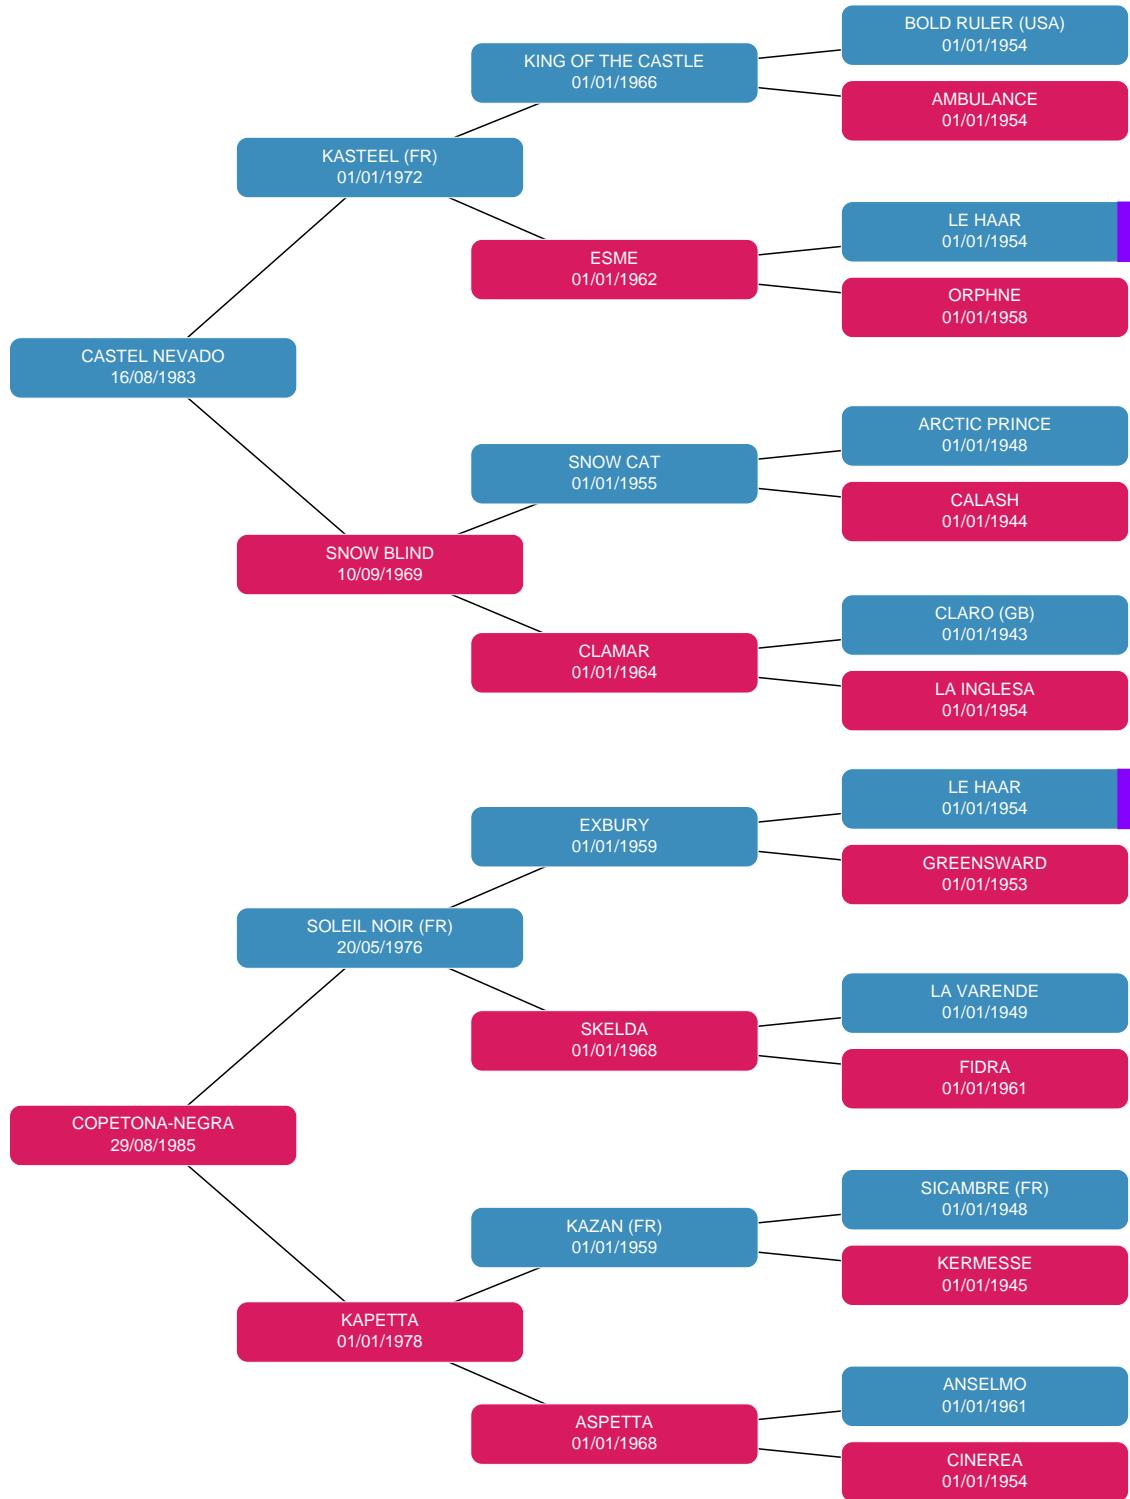 BOLD RULER (USA)
01/01/1954
KING OF THE CASTLE
01/01/1966
AMBULANCE
01/01/1954
KASTEEL (FR)
01/01/1972
LE HAAR
01/01/1954
ESME
01/01/1962
ORPHNE
01/01/1958
CASTEL NEVADO
16/08/1983
ARCTIC PRINCE
01/01/1948
SNOW CAT
01/01/1955
CALASH
01/01/1944
SNOW BLIND
10/09/1969
CLARO (GB)
01/01/1943
CLAMAR
01/01/1964
LA INGLESA
01/01/1954
LE HAAR
01/01/1954
EXBURY
01/01/1959
GREENSWARD
01/01/1953
SOLEIL NOIR (FR)
20/05/1976
LA VARENDE
01/01/1949
SKELDA
01/01/1968
FIDRA
01/01/1961
COPETONA-NEGRA
29/08/1985
SICAMBRE (FR)
01/01/1948
KAZAN (FR)
01/01/1959
KERMESSE
01/01/1945
KAPETTA
01/01/1978
ANSELMO
01/01/1961
ASPETTA
01/01/1968
CINEREA
01/01/1954